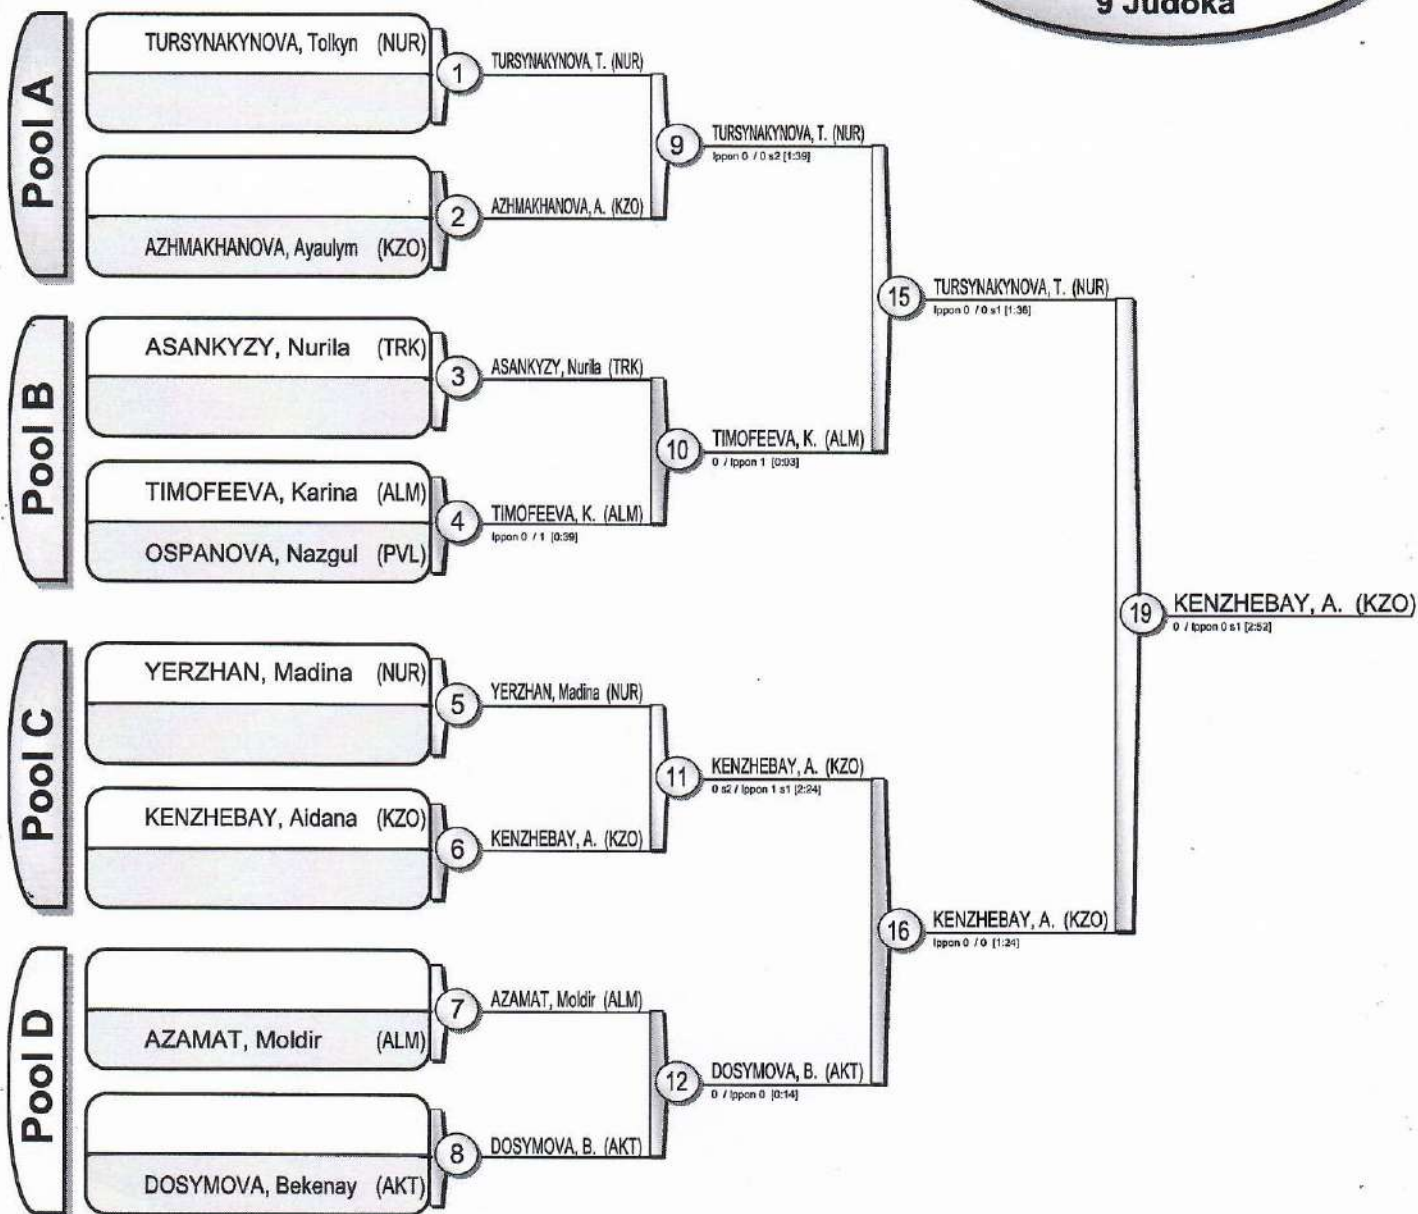 9 Judoka
Pool A
TURSYNAKYNOVA, Tolkyn (NUR)
1
TURSYNAKYNOVA, T. (NUR)
9
TURSYNAKYNOVA, T. (NUR)
Ippon 0 / 0 s2 [1:39]
2
AZHMAKHANOVA, A. (KZO)
AZHMAKHANOVA, Ayaulym (KZO)
15
TURSYNAKYNOVA, T. (NUR)
Ippon 0 / 0 s1 [1:36]
Pool B
ASANKYZY, Nurila (TRK)
3
ASANKYZY, Nurila (TRK)
10
TIMOFEEVA, K. (ALM)
0 / Ippon 1 [0:03]
TIMOFEEVA, Karina (ALM)
4
TIMOFEEVA, K. (ALM)
Ippon 0 / 1 [0:39]
OSPANOVA, Nazgul (PVL)
19
KENZHEBAY, A. (KZO)
0 / Ippon 0 s1 [2:52]
Pool C
YERZHAN, Madina (NUR)
5
YERZHAN, Madina (NUR)
11
KENZHEBAY, A. (KZO)
0 s2 / Ippon 1 s1 [2:24]
KENZHEBAY, Aidana (KZO)
6
KENZHEBAY, A. (KZO)
16
KENZHEBAY, A. (KZO)
Ippon 0 / 0 [1:24]
Pool D
7
AZAMAT, Moldir (ALM)
AZAMAT, Moldir (ALM)
12
DOSYMOVA, B. (AKT)
0 / Ippon 0 [0:14]
8
DOSYMOVA, B. (AKT)
DOSYMOVA, Bekenay (AKT)